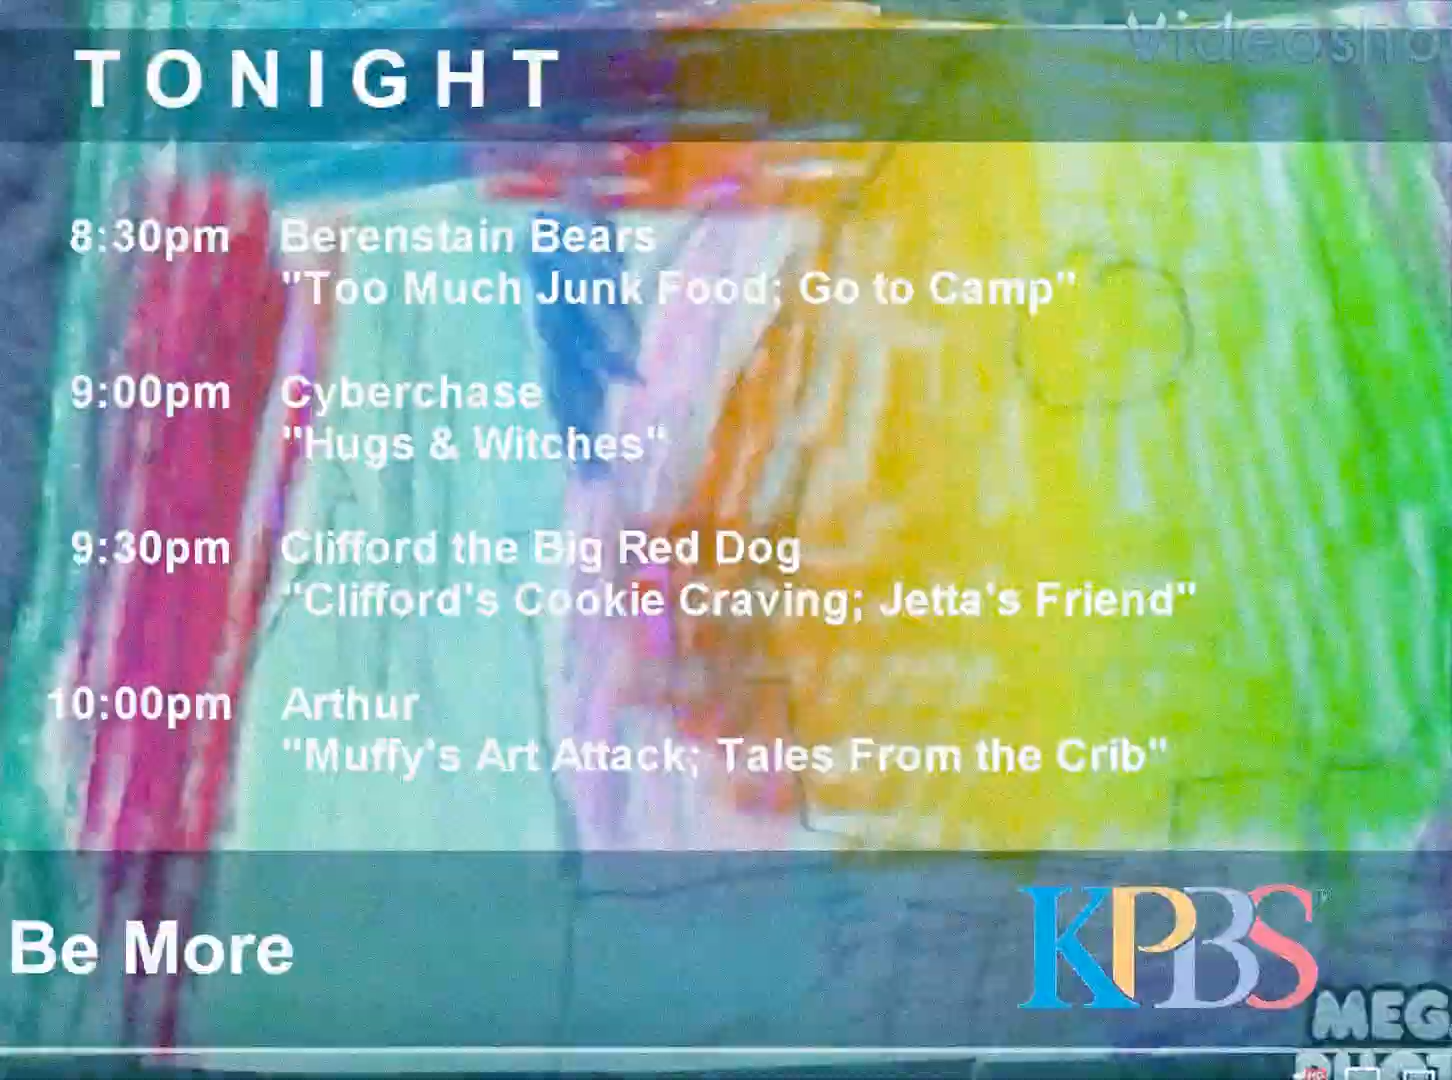 Videosho
TONIGHT
8:30pm Berenstain Bears
"Too Much Junk Food; Go to Camp"
9:00pm Cyberchase
"Hugs & Witches"
9:30pm Clifford the Big Red Dog
"Clifford's Cookie Craving; Jetta's Friend"
10:00pm Arthur
"Muffy's Art Attack; Tales From the Crib"
Be More
KPBS
MEG